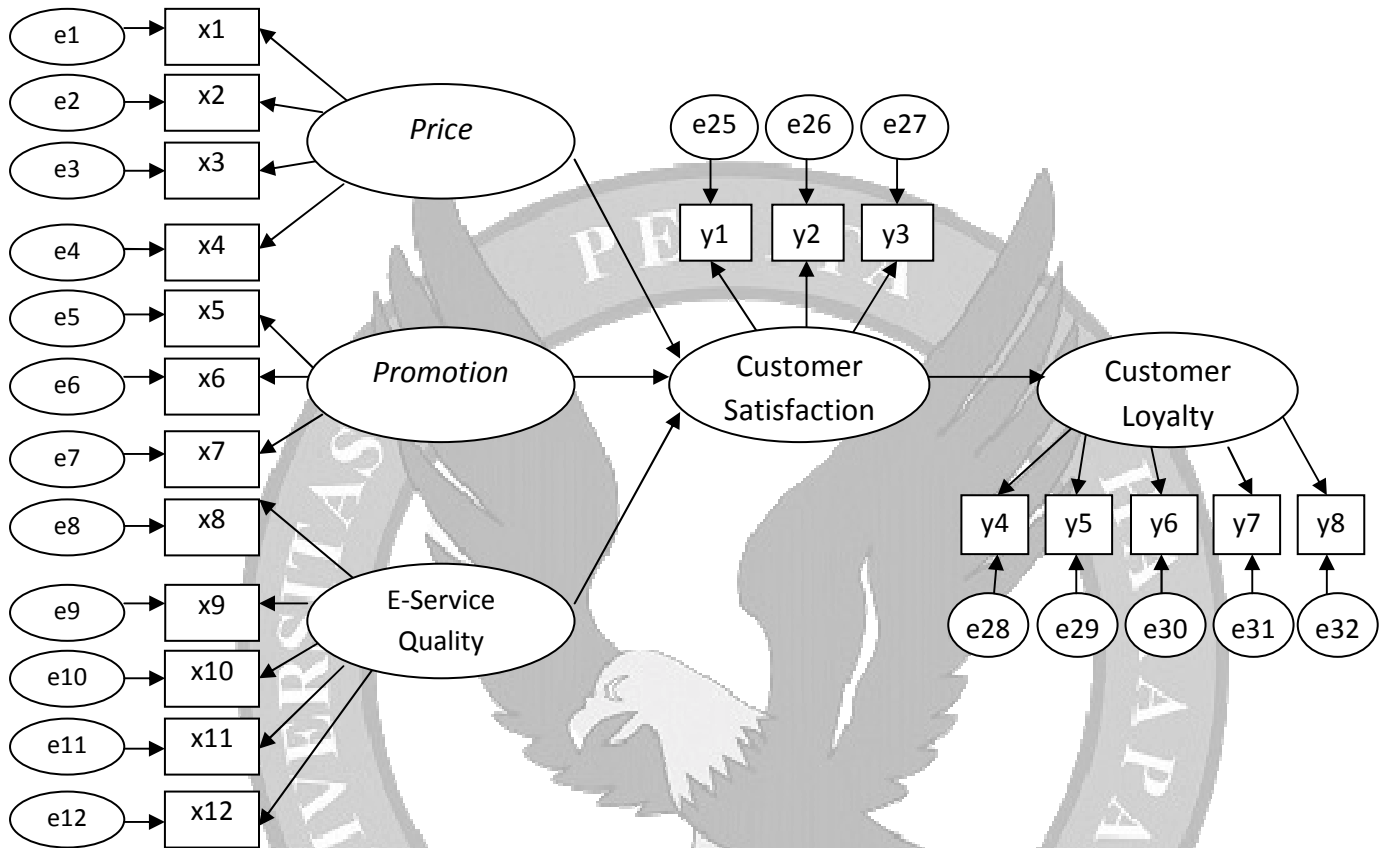 e1
x1
e2
x2
e3
x3
e4
x4
e5
x5
e6
x6
e7
x7
e8
x8
e9
x9
e10
x10
e11
x11
e12
x12
Price
Promotion
E-Service
Quality
e25
e26
e27
y1
y2
y3
Customer
Satisfaction
Customer
Loyalty
y4
y5
y6
y7
y8
e28
e29
e30
e31
e32